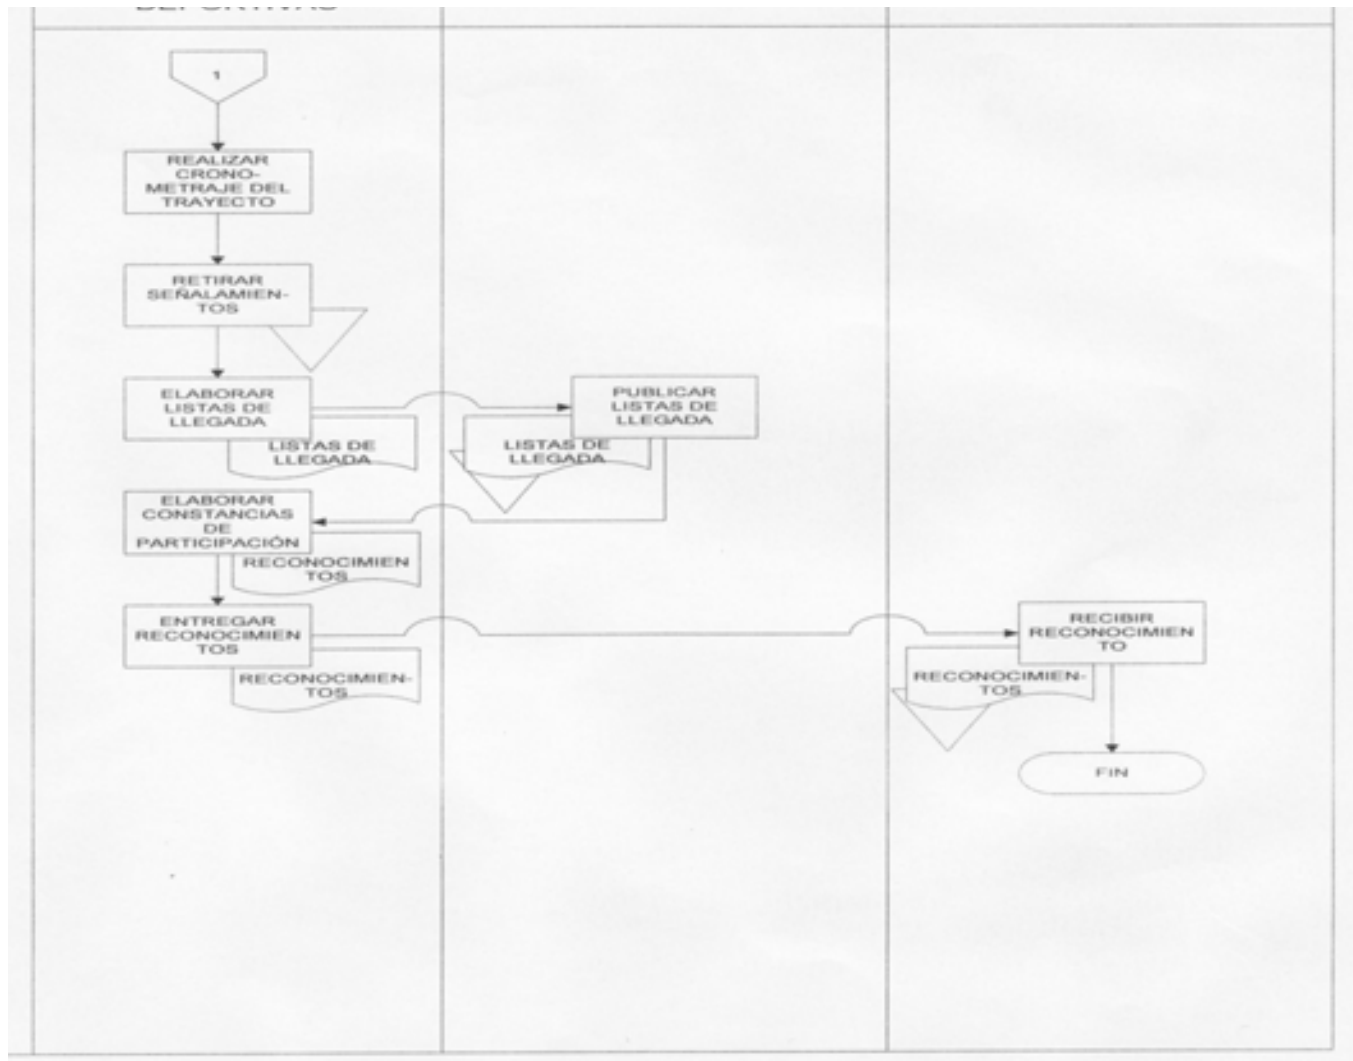 DEPORTIVAS
1
REALIZAR
CRONO-
METRAJE DEL
TRAYECTO
RETIRAR
SEÑALAMIEN-
TOS
ELABORAR
LISTAS DE
LLEGADA
LISTAS DE
LLEGADA
PUBLICAR
LISTAS DE
LLEGADA
LISTAS DE
LLEGADA
ELABORAR
CONSTANCIAS
DE
PARTICIPACIÓN
RECONOCIMIEN
TOS
ENTREGAR
RECONOCIMIEN
TOS
RECONOCIMIEN-
TOS
RECIBIR
RECONOCIMIEN
TO
RECONOCIMIEN-
TOS
FIN